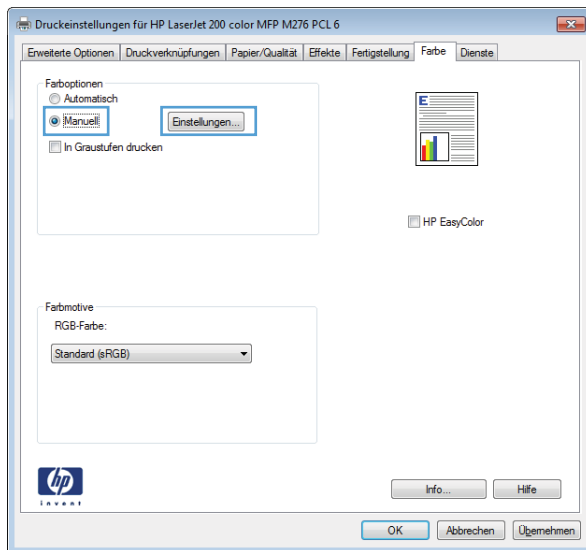 Druckeinstellungen für HP LaserJet 200 color MFP M276 PCL 6
Erweiterte Optionen Druckverknüpfungen Papier/Qualität Effekte Fertigstellung Farbe Dienste
Farboptionen
Automatisch
Manuell Einstellungen...
In Graustufen drucken
E
HP EasyColor
Farbmotive
RGB-Farbe:
Standard (sRGB)
hp
invent
Info... Hilfe
OK Abbrechen Übernehmen